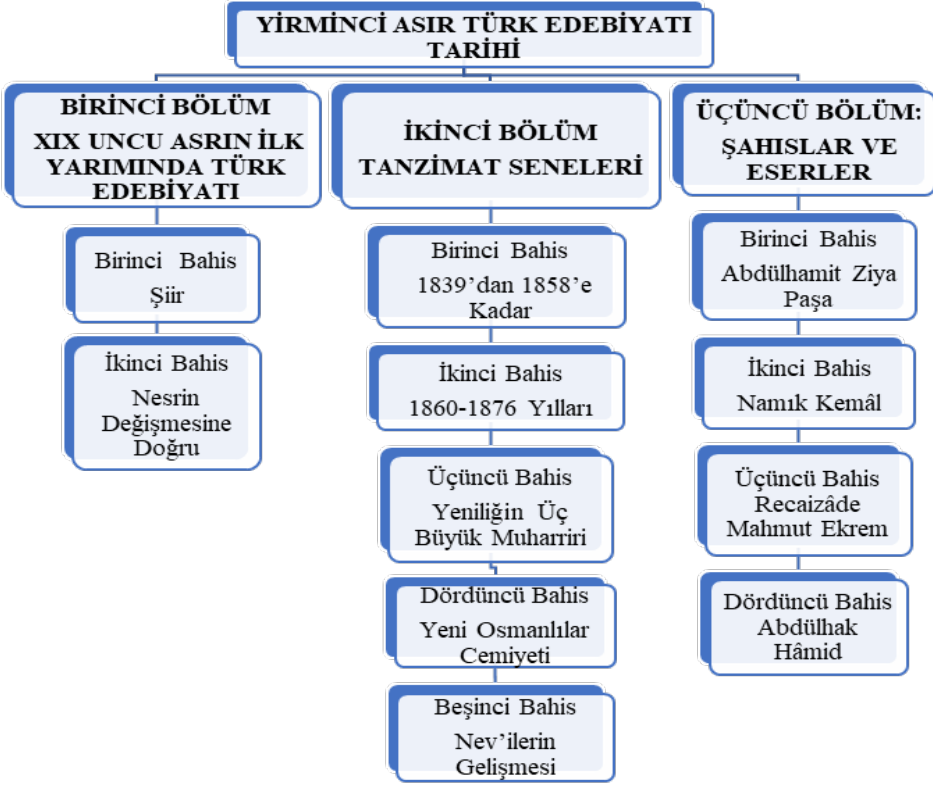 YİRMİNCİ ASIR TÜRK EDEBİYATI
TARİHİ
BİRİNCİ BÖLÜM
XIX UNCU ASRIN İLK
YARIMINDA TÜRK
EDEBİYATI
Birinci Bahis
Şiir
İkinci Bahis
Nesrin
Değişmesine
Doğru
İKİNCİ BÖLÜM
TANZİMAT SENELERİ
Birinci Bahis
1839’dan 1858’e
Kadar
İkinci Bahis
1860-1876 Yılları
Üçüncü Bahis
Yeniliğin Üç
Büyük Muharriri
Dördüncü Bahis
Yeni Osmanlılar
Cemiyeti
Beşinci Bahis
Nev’ilerin
Gelişmesi
ÜÇÜNCÜ BÖLÜM:
ŞAHISLAR VE
ESERLER
Birinci Bahis
Abdülhamit Ziya
Paşa
İkinci Bahis
Namık Kemâl
Üçüncü Bahis
Recaizâde
Mahmut Ekrem
Dördüncü Bahis
Abdülhak
Hâmid